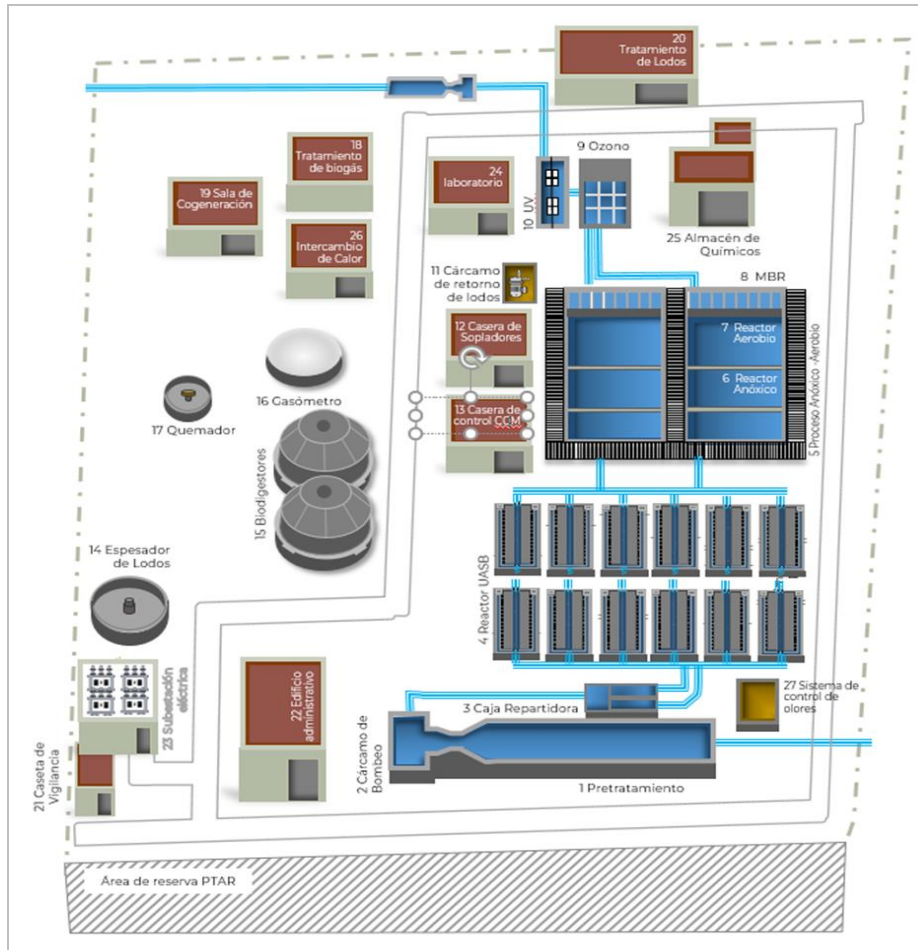 20
Tratamiento
de Lodos
18
Tratamiento
de biogás
9 Ozono
24
laboratorio
10 UV
19 Sala de
Cogeneración
26
Intercambio
de Calor
25 Almacén de
Químicos
11 Cárcamo
de retorno
de lodos
8 MBR
12 Casera de
Sopladores
7 Reactor
Aerobio
16 Gasómetro
6 Reactor
Anóxico
13 Casera de
control CCM
17 Quemador
5 Proceso Anóxico -Aerobio
15 Biodigestores
14 Espesador
de Lodos
4 Reactor UASB
23 Subestación
eléctrica
22 Edificio
administrativo
27 Sistema de
control de
olores
3 Caja Repartidora
2 Cárcamo de
Bombeo
21 Caseta de
Vigilancia
1 Pretratamiento
Área de reserva PTAR